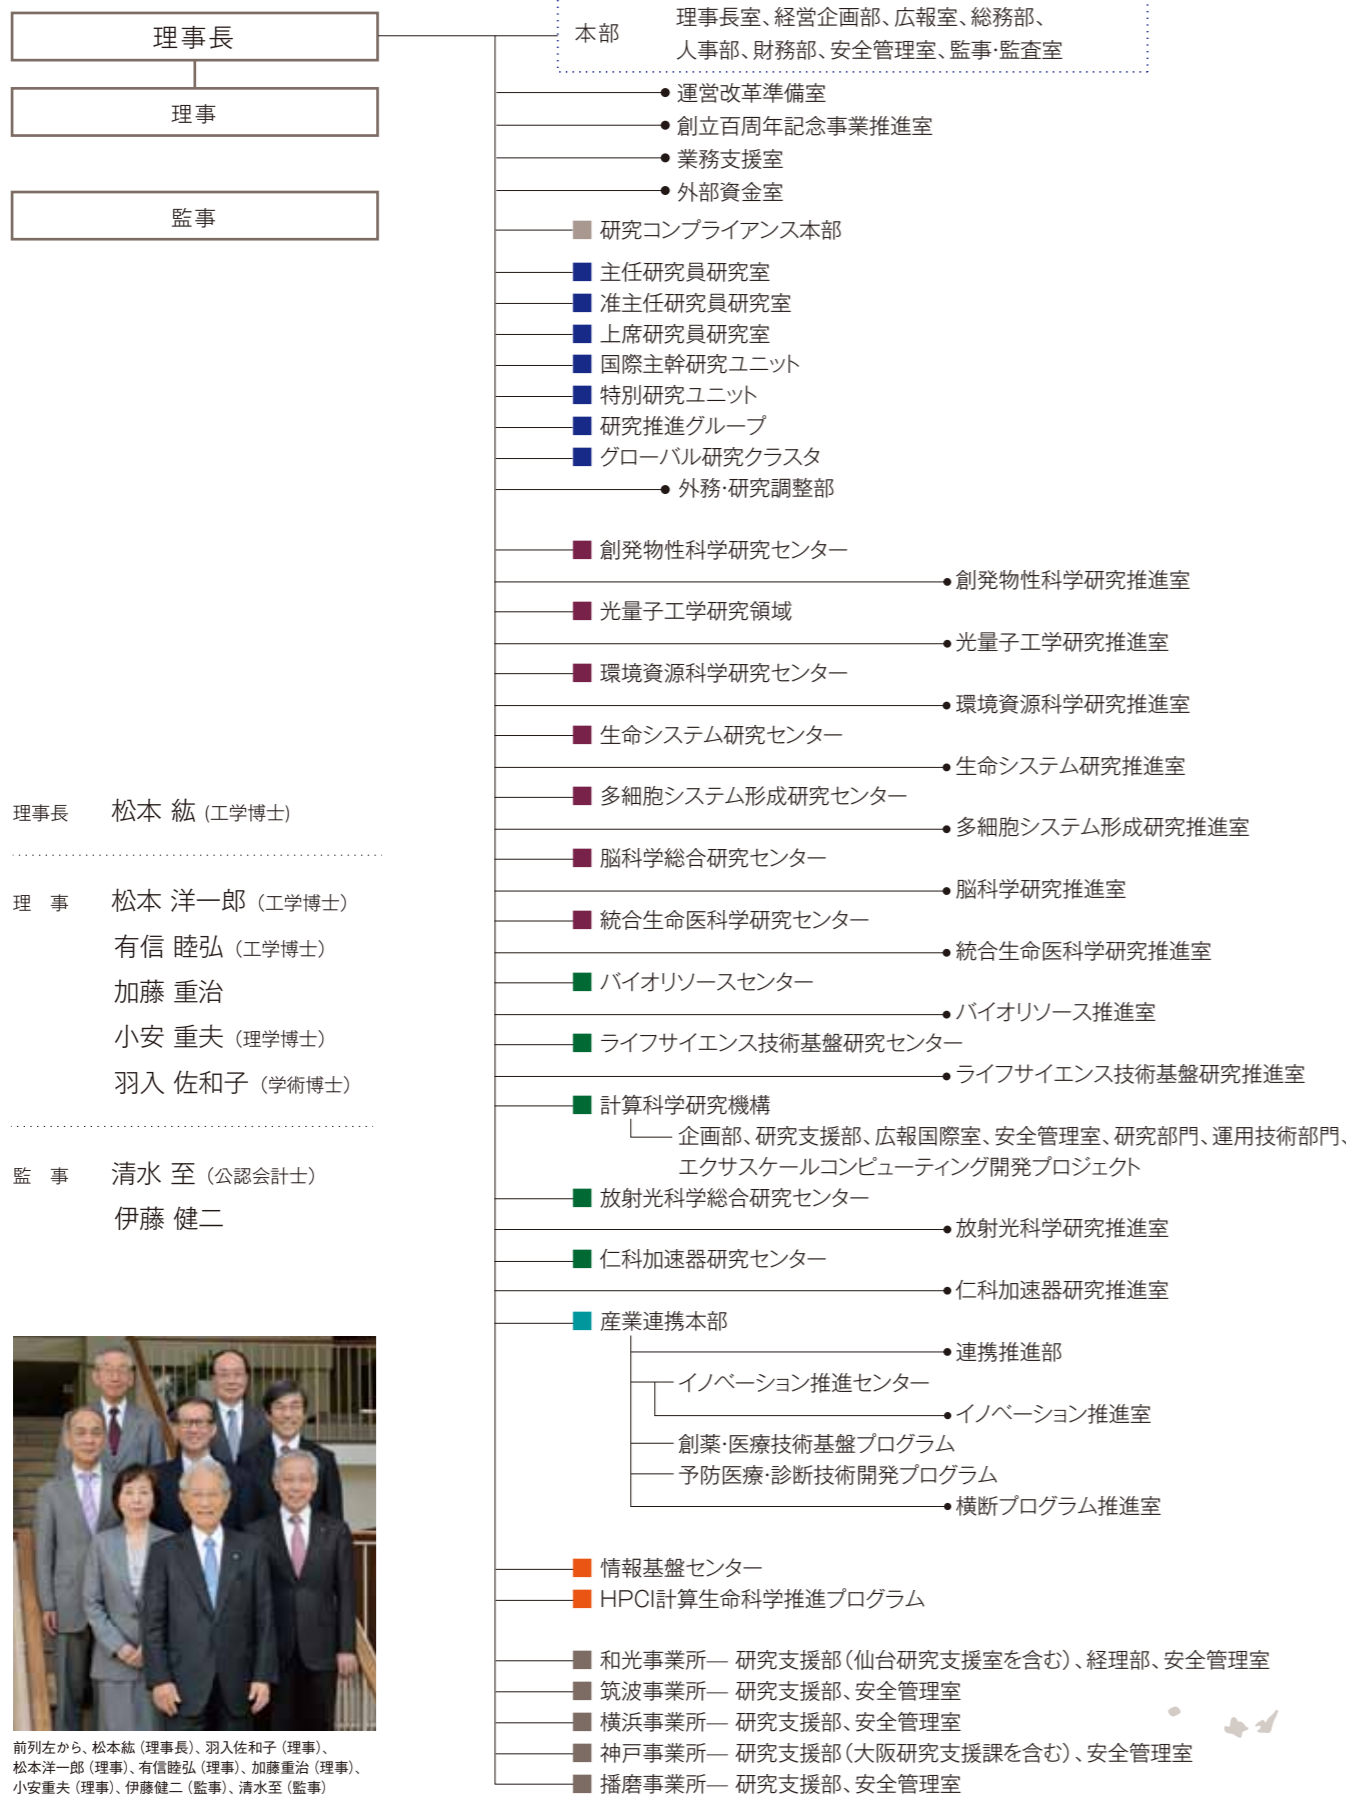 理事長
理事
監事
理事長 松本 紘 (工学博士)
理 事 松本 洋一郎 (工学博士)
有信 睦弘 (工学博士)
加藤 重治
小安 重夫 (理学博士)
羽入 佐和子 (学術博士)
監 事 清水 至 (公認会計士)
伊藤 健二
前列左から、松本紘 (理事長)、羽入佐和子 (理事)、
松本洋一郎 (理事)、有信睦弘 (理事)、加藤重治 (理事)、
小安重夫 (理事)、伊藤健二 (監事)、清水至 (監事)
本部 理事長室、経営企画部、広報室、総務部、
人事部、財務部、安全管理室、監事・監査室
運営改革準備室
創立百周年記念事業推進室
業務支援室
外部資金室
研究コンプライアンス本部
主任研究員研究室
准主任研究員研究室
上席研究員研究室
国際主幹研究ユニット
特別研究ユニット
研究推進グループ
グローバル研究クラスタ
外務・研究調整部
創発物性科学研究センター
創発物性科学研究推進室
光量子工学研究領域
光量子工学研究推進室
環境資源科学研究センター
環境資源科学研究推進室
生命システム研究センター
生命システム研究推進室
多細胞システム形成研究センター
多細胞システム形成研究推進室
脳科学総合研究センター
脳科学研究推進室
統合生命医科学研究センター
統合生命医科学研究推進室
バイオリソースセンター
バイオリソース推進室
ライフサイエンス技術基盤研究センター
ライフサイエンス技術基盤研究推進室
計算科学研究機構
企画部、研究支援部、広報国際室、安全管理室、研究部門、運用技術部門、
エクサスケールコンピューティング開発プロジェクト
放射光科学総合研究センター
放射光科学研究推進室
仁科加速器研究センター
仁科加速器研究推進室
産業連携本部
連携推進部
イノベーション推進センター
イノベーション推進室
創薬・医療技術基盤プログラム
予防医療・診断技術開発プログラム
横断プログラム推進室
情報基盤センター
HPCI計算生命科学推進プログラム
和光事業所— 研究支援部(仙台研究支援室を含む)、経理部、安全管理室
筑波事業所— 研究支援部、安全管理室
横浜事業所— 研究支援部、安全管理室
神戸事業所— 研究支援部(大阪研究支援課を含む)、安全管理室
播磨事業所— 研究支援部、安全管理室